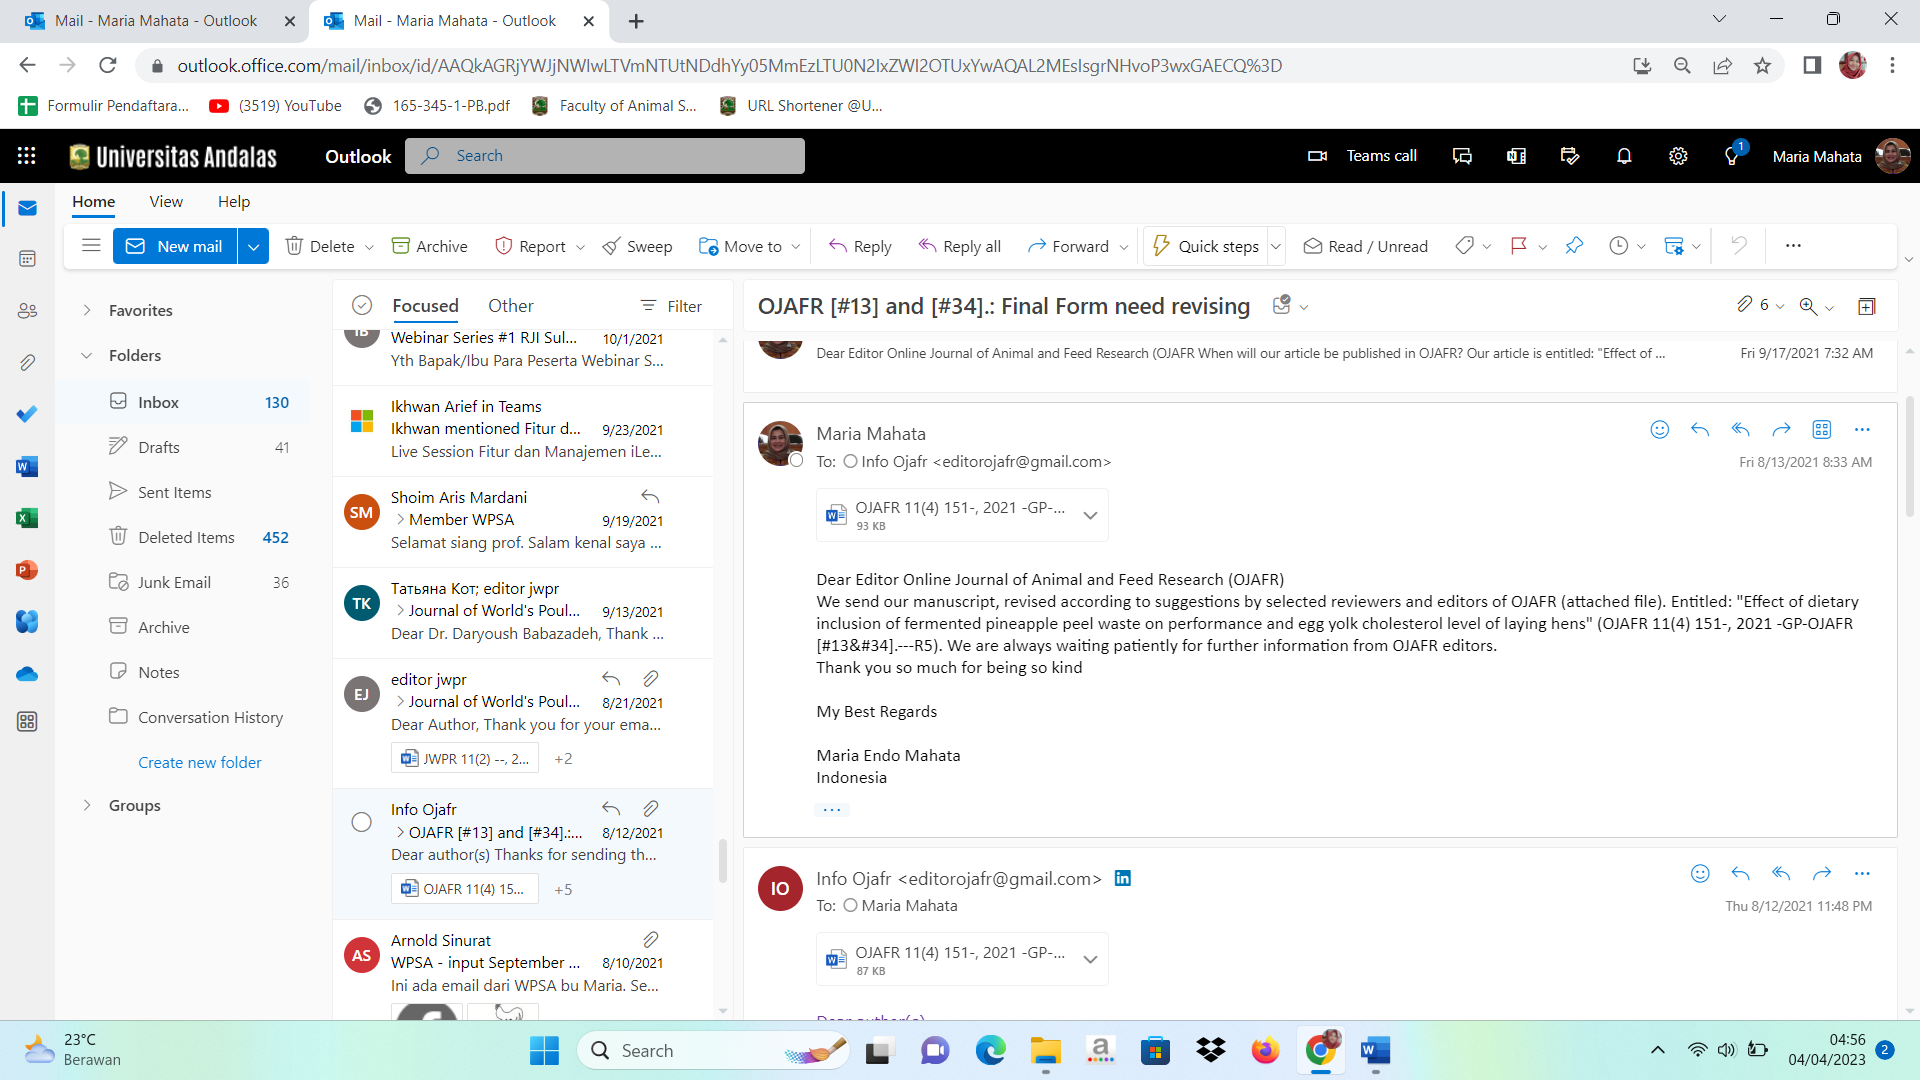 Mail - Maria Mahata - Outlook
Mail - Maria Mahata - Outlook
outlook.office.com/mail/inbox/id/AAQkAGRjYWJjNWIwLTVmNTUtNDdhYy05MmEzLTU0N2IxZWI2OTUxYwAQAL2MEsIsgrNHvoP3wxGAECQ%3D
Formulir Pendaftara...
(3519) YouTube
165-345-1-PB.pdf
Faculty of Animal S...
URL Shortener @U...
Universitas Andalas
Outlook
Search
Teams call
1
Maria Mahata
Home
View
Help
New mail
Delete
Archive
Report
Sweep
Move to
Reply
Reply all
Forward
Quick steps
Read / Unread
Favorites
Folders
Inbox 130
Drafts 41
Sent Items
Deleted Items 452
Junk Email 36
Archive
Notes
Conversation History
Create new folder
Groups
Focused
Other
Filter
Webinar Series #1 RJI Sul... 10/1/2021
Yth Bapak/Ibu Para Peserta Webinar S...
Ikhwan Arief in Teams
Ikhwan mentioned Fitur d... 9/23/2021
Live Session Fitur dan Manajemen iLe...
SM
Shoim Aris Mardani
Member WPSA 9/19/2021
Selamat siang prof. Salam kenal saya ...
TK
Татьяна Кот; editor jwpr
Journal of World's Poul... 9/13/2021
Dear Dr. Daryoush Babazadeh, Thank ...
EJ
editor jwpr
Journal of World's Poul... 8/21/2021
Dear Author, Thank you for your ema...
JWPR 11(2) --, 2... +2
Info Ojafr
OJAFR [#13] and [#34].:... 8/12/2021
Dear author(s) Thanks for sending th...
OJAFR 11(4) 15... +5
AS
Arnold Sinurat
WPSA - input September ... 8/10/2021
Ini ada email dari WPSA bu Maria. Se...
OJAFR [#13] and [#34].: Final Form need revising
6
Dear Editor Online Journal of Animal and Feed Research (OJAFR When will our article be published in OJAFR? Our article is entitled: "Effect of ... Fri 9/17/2021 7:32 AM
Maria Mahata
To: Info Ojafr <editorojafr@gmail.com>
Fri 8/13/2021 8:33 AM
OJAFR 11(4) 151-, 2021 -GP-...
93 KB
Dear Editor Online Journal of Animal and Feed Research (OJAFR)
We send our manuscript, revised according to suggestions by selected reviewers and editors of OJAFR (attached file). Entitled: "Effect of dietary
inclusion of fermented pineapple peel waste on performance and egg yolk cholesterol level of laying hens" (OJAFR 11(4) 151-, 2021 -GP-OJAFR
[#13&#34].---R5). We are always waiting patiently for further information from OJAFR editors.
Thank you so much for being so kind
My Best Regards
Maria Endo Mahata
Indonesia
...
IO
Info Ojafr <editorojafr@gmail.com>
To: Maria Mahata
Thu 8/12/2021 11:48 PM
OJAFR 11(4) 151-, 2021 -GP-...
87 KB
Dear author(s)
23°C
Berawan
Search
04:56
04/04/2023
2